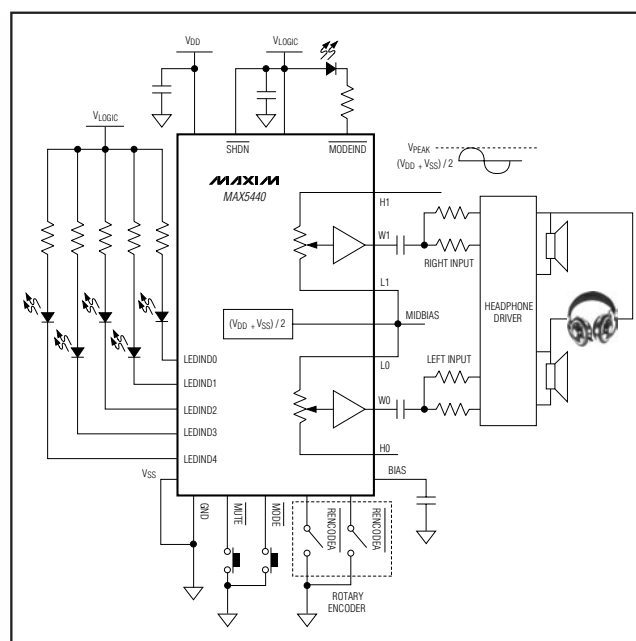 VDD
VLOGIC
VLOGIC
SHDN
MODEIND
MAXIM
MAX5440
VPEAK
(VDD + VSS) / 2
H1
W1
RIGHT INPUT
L1
(VDD + VSS) / 2
MIDBIAS
HEADPHONE
DRIVER
L0
LEFT INPUT
W0
H0
BIAS
LEDIND0
LEDIND1
LEDIND2
LEDIND3
LEDIND4
VSS
GND
MUTE
MODE
RENCODEA
RENCODEA
ROTARY
ENCODER